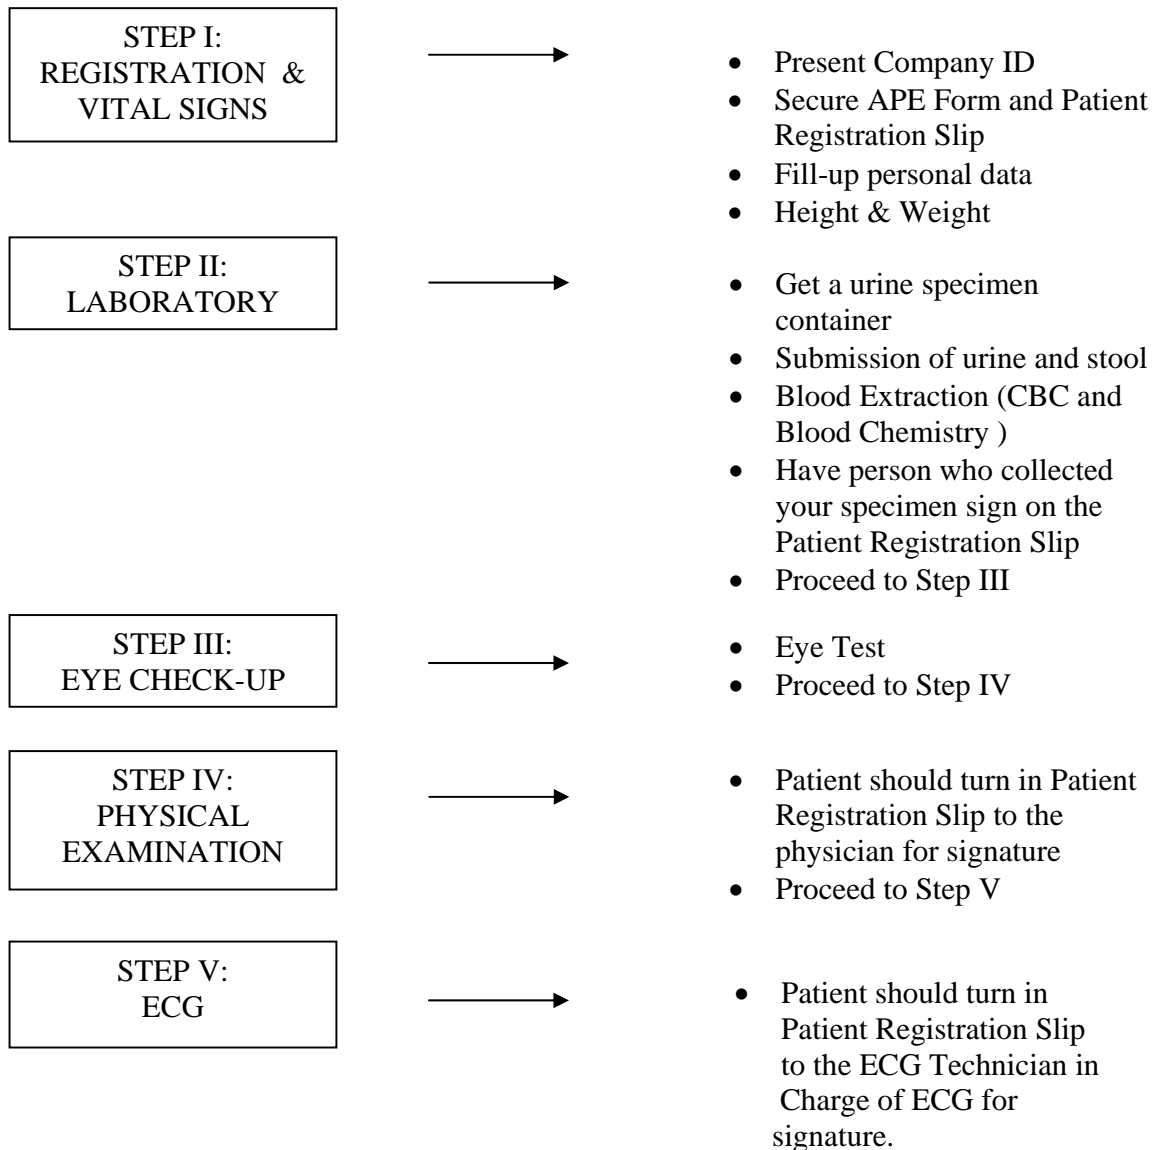 STEP I:
REGISTRATION & 
VITAL SIGNS
• Present Company ID
• Secure APE Form and Patient
Registration Slip
• Fill-up personal data
• Height & Weight
STEP II:
LABORATORY
• Get a urine specimen
container
• Submission of urine and stool
• Blood Extraction (CBC and
Blood Chemistry )
• Have person who collected
your specimen sign on the
Patient Registration Slip
• Proceed to Step III
STEP III:
EYE CHECK-UP
• Eye Test
• Proceed to Step IV
STEP IV:
PHYSICAL
EXAMINATION
• Patient should turn in Patient
Registration Slip to the
physician for signature
• Proceed to Step V
STEP V:
ECG
• Patient should turn in
Patient Registration Slip
to the ECG Technician in
Charge of ECG for
signature.